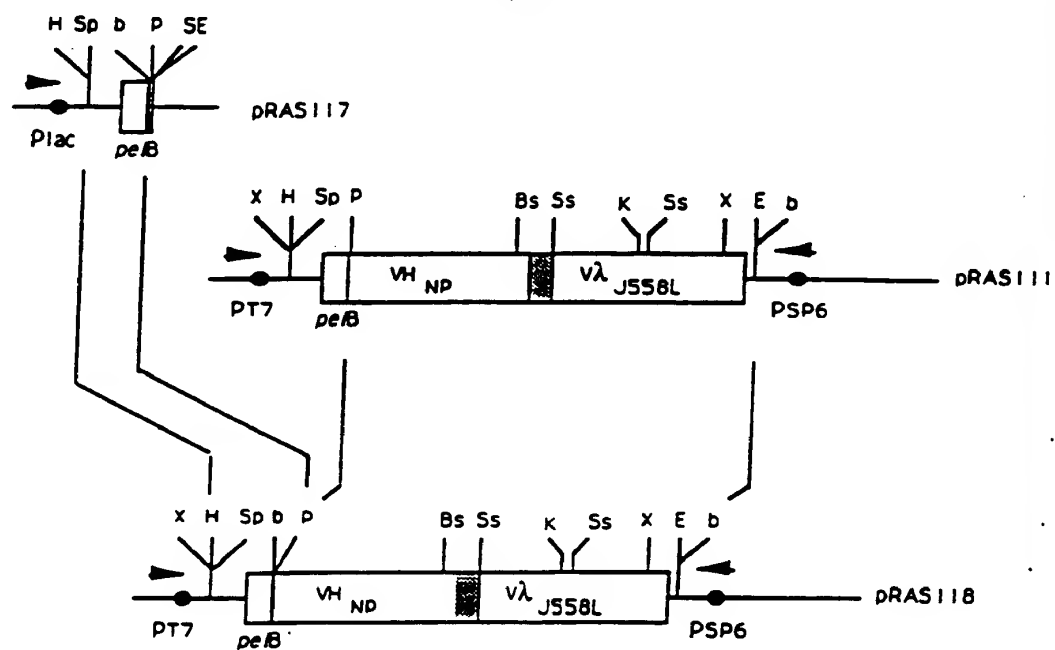 H Sp b P SE
pRAS117
Plac
pelB
X H Sp P Bs Ss K Ss X E b
VH NP Vλ J558L
pRAS111
PT7 PSP6
pelB
X H Sp b P Bs Ss K Ss X E b
VH NP Vλ J558L
pRAS118
PT7 PSP6
pelB